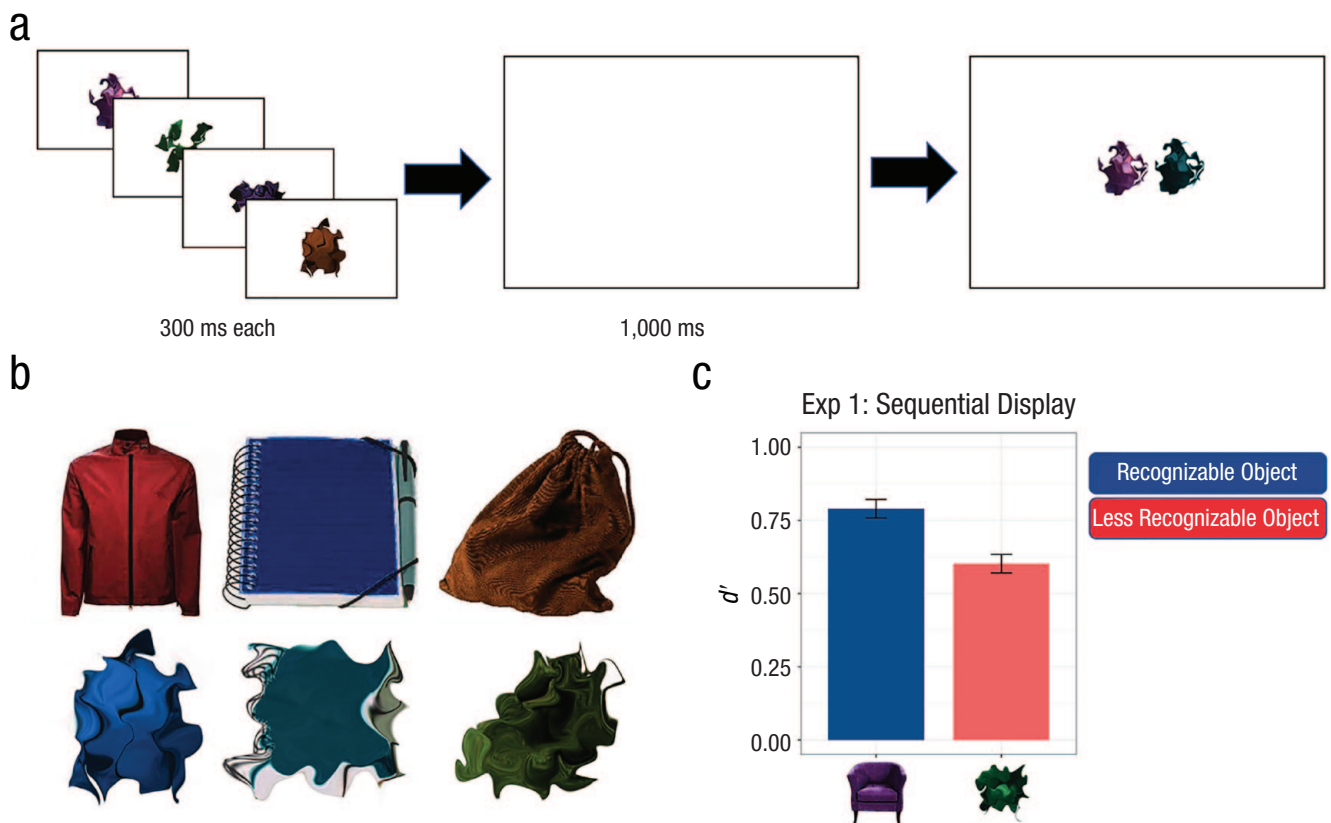 a
300 ms each
1,000 ms
b
c
Exp 1: Sequential Display
1.00
0.75
0.50
0.25
0.00
d'
Recognizable Object
Less Recognizable Object